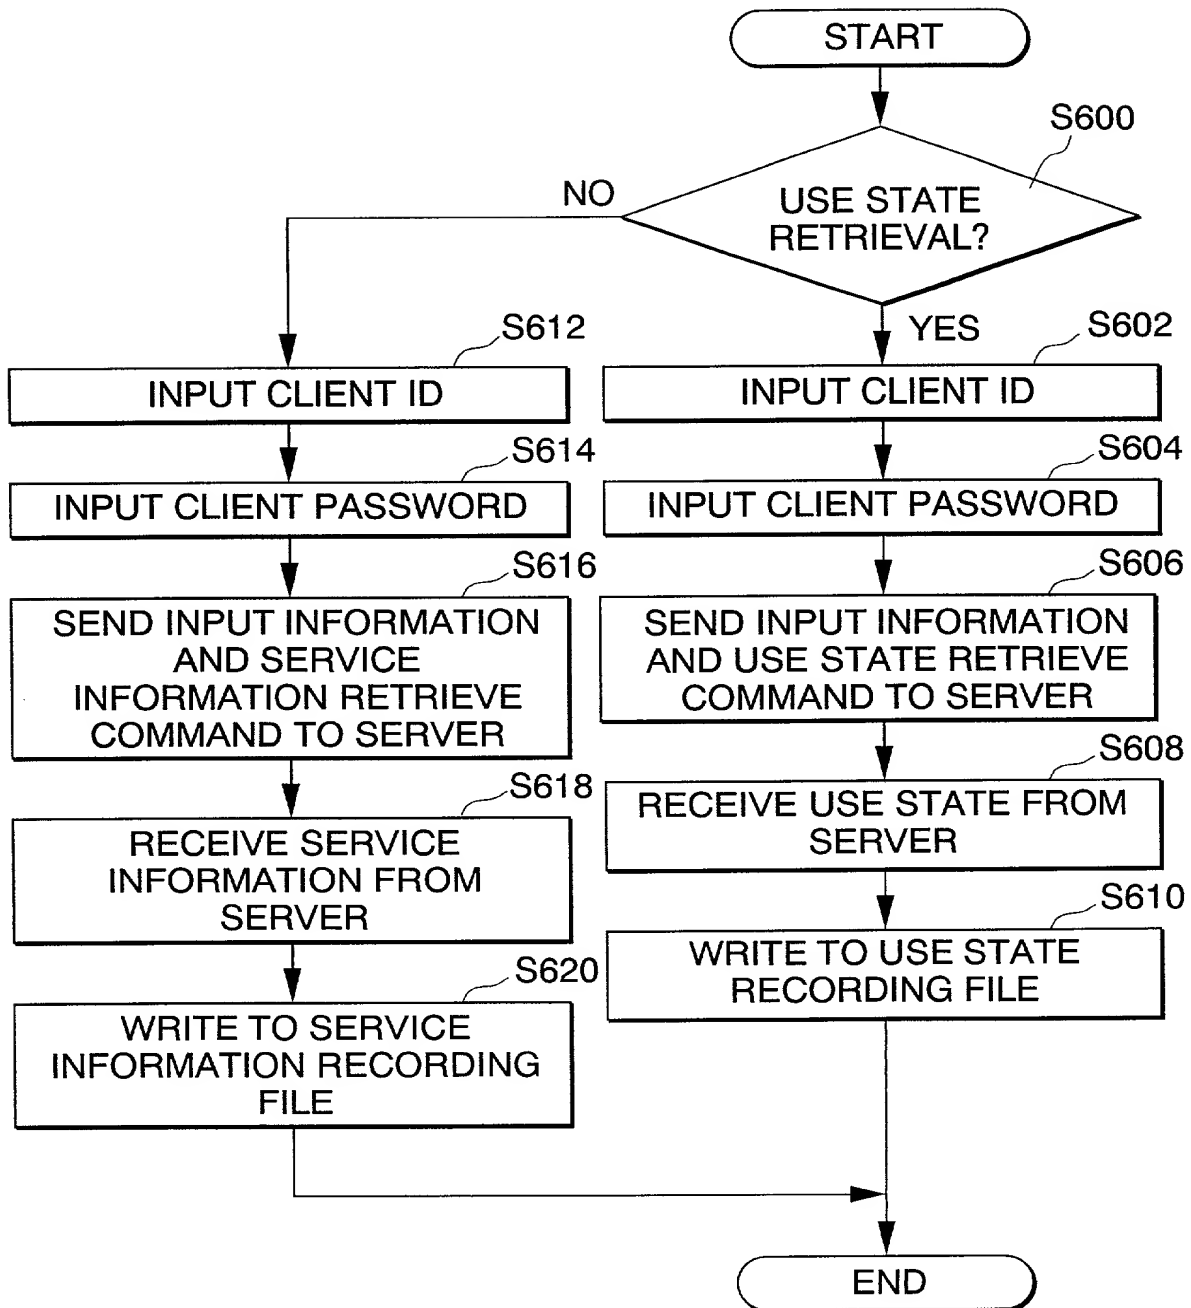 START
S600
USE STATE
RETRIEVAL?
NO
YES
S612
INPUT CLIENT ID
S614
INPUT CLIENT PASSWORD
S616
SEND INPUT INFORMATION
AND SERVICE
INFORMATION RETRIEVE
COMMAND TO SERVER
S618
RECEIVE SERVICE
INFORMATION FROM
SERVER
S620
WRITE TO SERVICE
INFORMATION RECORDING
FILE
S602
INPUT CLIENT ID
S604
INPUT CLIENT PASSWORD
S606
SEND INPUT INFORMATION
AND USE STATE RETRIEVE
COMMAND TO SERVER
S608
RECEIVE USE STATE FROM
SERVER
S610
WRITE TO USE STATE
RECORDING FILE
END